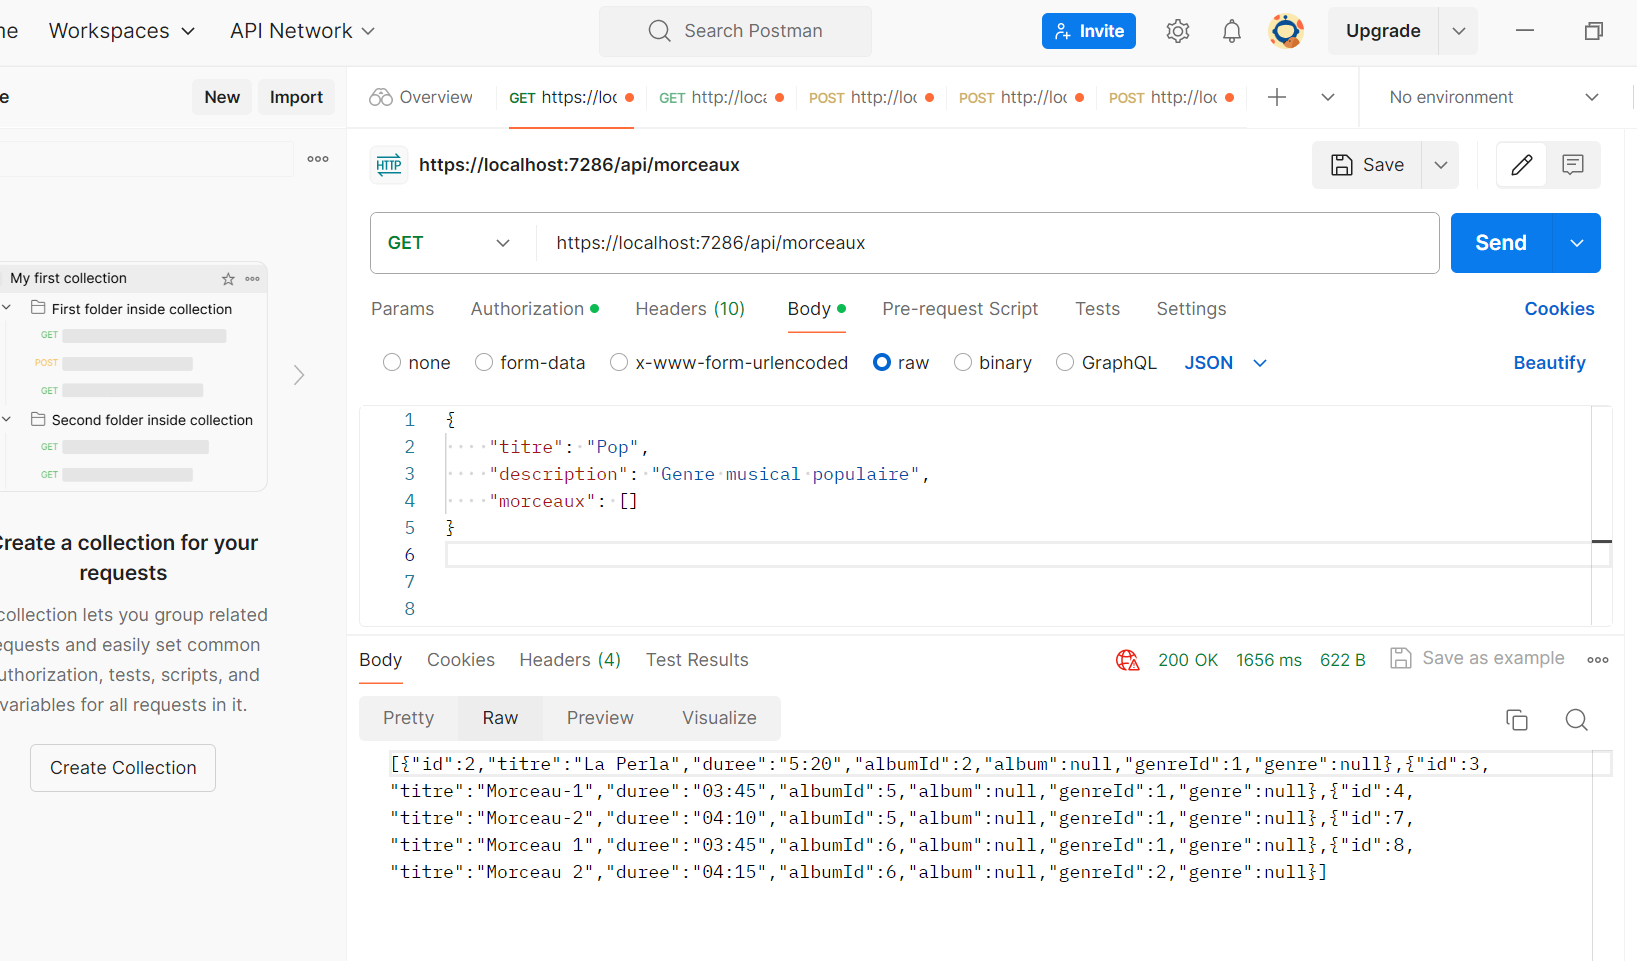 me Workspaces API Network Search Postman Invite Upgrade
e New Import Overview GET https://loc GET http://loca POST http://loc POST http://loc POST http://loc No environment
HTTP https://localhost:7286/api/morceaux Save
GET https://localhost:7286/api/morceaux Send
My first collection
First folder inside collection
GET
POST
GET
Second folder inside collection
GET
GET
Create a collection for your
requests
collection lets you group related
equests and easily set common
uthorization, tests, scripts, and
variables for all requests in it.
Create Collection
Params Authorization Headers (10) Body Pre-request Script Tests Settings Cookies
none form-data x-www-form-urlencoded raw binary GraphQL JSON Beautify
1 {
2 "titre": "Pop",
3 "description": "Genre musical populaire",
4 "morceaux": []
5 }
6
7
8
Body Cookies Headers (4) Test Results 200 OK 1656 ms 622 B Save as example
Pretty Raw Preview Visualize
[{"id":2,"titre":"La Perla","duree":"5:20","albumId":2,"album":null,"genreId":1,"genre":null},{"id":3,
"titre":"Morceau-1","duree":"03:45","albumId":5,"album":null,"genreId":1,"genre":null},{"id":4,
"titre":"Morceau-2","duree":"04:10","albumId":5,"album":null,"genreId":1,"genre":null},{"id":7,
"titre":"Morceau 1","duree":"03:45","albumId":6,"album":null,"genreId":1,"genre":null},{"id":8,
"titre":"Morceau 2","duree":"04:15","albumId":6,"album":null,"genreId":2,"genre":null}]